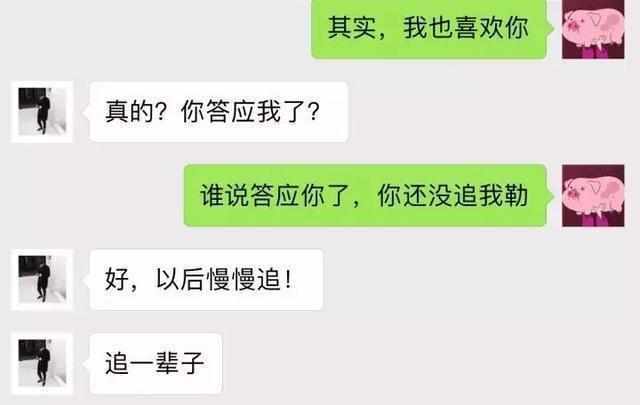 其实，我也喜欢你
真的？你答应我了？
谁说答应你了，你还没追我勒
好，以后慢慢追！
追一辈子